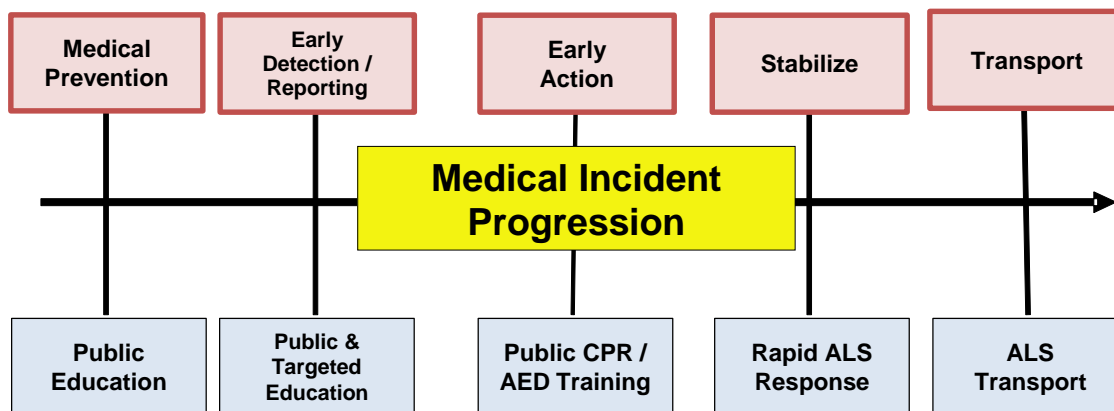 Medical
Prevention
Early
Detection /
Reporting
Early
Action
Stabilize
Transport
Medical Incident
Progression
Public
Education
Public &
Targeted
Education
Public CPR /
AED Training
Rapid ALS
Response
ALS
Transport